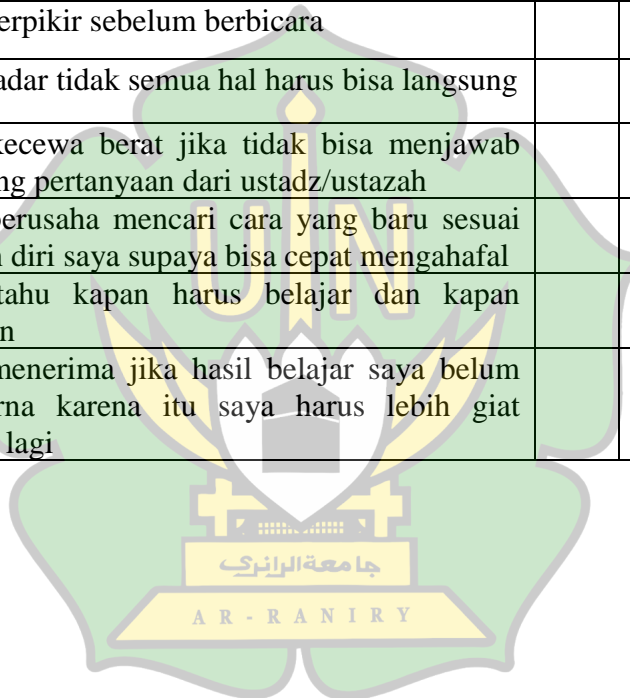 erpikir sebelum berbicara
adar tidak semua hal harus bisa langsung
kecewa berat jika tidak bisa menjawab
ng pertanyaan dari ustadz/ustazah
berusaha mencari cara yang baru sesuai
diri saya supaya bisa cepat mengahafal
tahu kapan harus belajar dan kapan
n
menerima jika hasil belajar saya belum
rna karena itu saya harus lebih giat
lagi
UIN
جامعةالرانري
AR-RANIRY